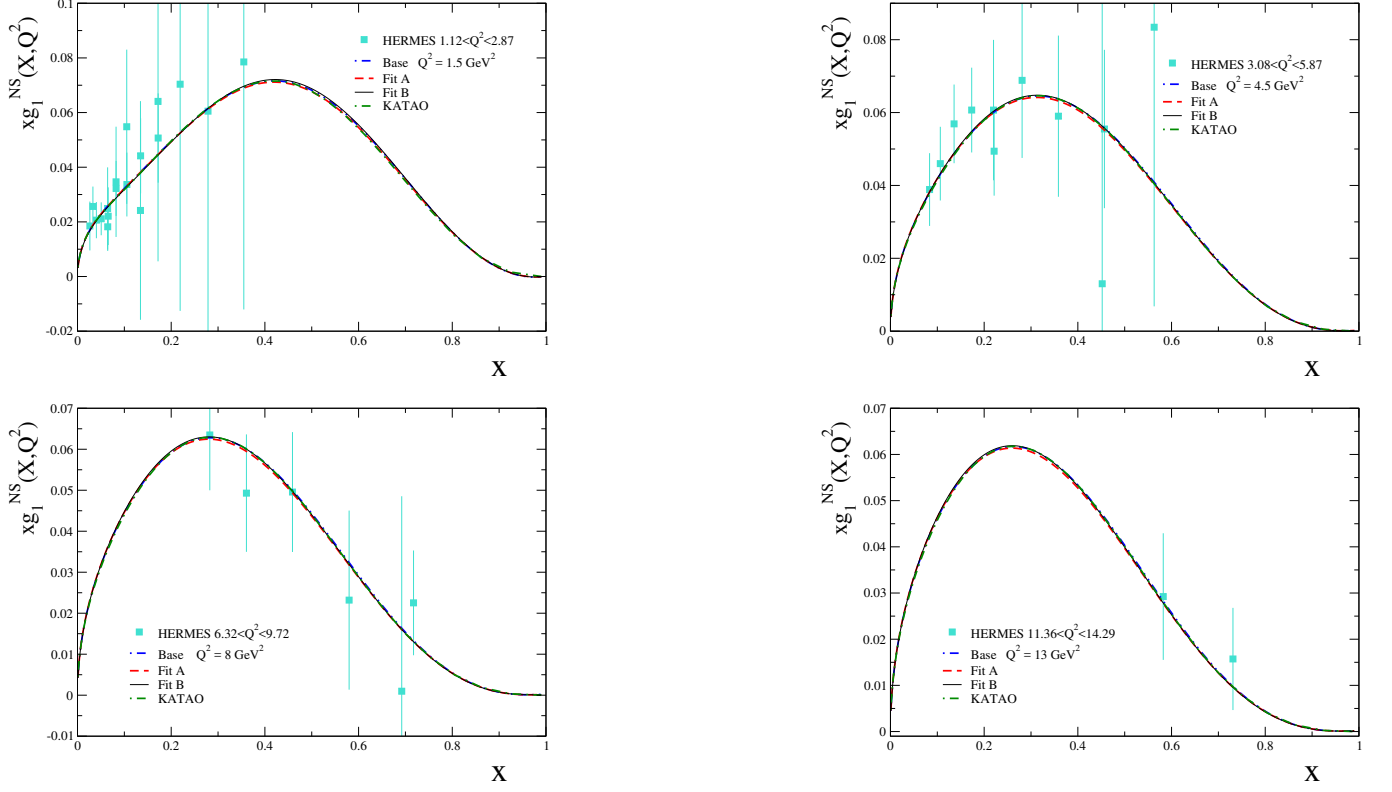 0.1
0.08
0.06
0.04
0.02
0
-0.02
xg₁ᴺˢ(X,Q²)
HERMES 1.12<Q²<2.87
Base Q² = 1.5 GeV²
Fit A
Fit B
KATAO
0 0.2 0.4 0.6 0.8 1
X
0.08
0.06
0.04
0.02
0
xg₁ᴺˢ(X,Q²)
HERMES 3.08<Q²<5.87
Base Q² = 4.5 GeV²
Fit A
Fit B
KATAO
0 0.2 0.4 0.6 0.8 1
X
0.07
0.06
0.05
0.04
0.03
0.02
0.01
0
-0.01
xg₁ᴺˢ(X,Q²)
HERMES 6.32<Q²<9.72
Base Q² = 8 GeV²
Fit A
Fit B
KATAO
0 0.2 0.4 0.6 0.8 1
X
0.07
0.06
0.05
0.04
0.03
0.02
0.01
0
xg₁ᴺˢ(X,Q²)
HERMES 11.36<Q²<14.29
Base Q² = 13 GeV²
Fit A
Fit B
KATAO
0 0.2 0.4 0.6 0.8 1
X